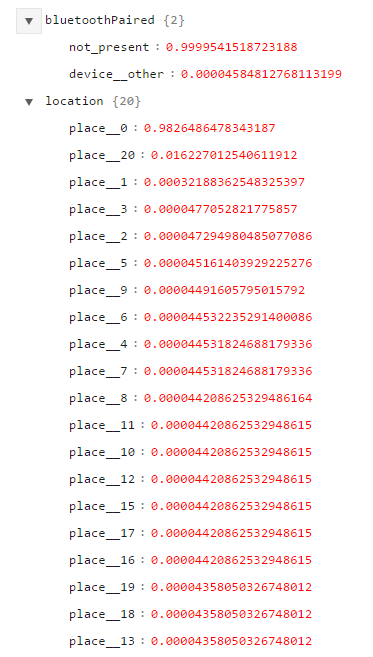 ▼ bluetoothPaired {2}
not_present : 0.9999541518723188
device__other : 0.00004584812768113199
▼ location {20}
place__0 : 0.9826486478343187
place__20 : 0.016227012540611912
place__1 : 0.00032188362548325397
place__3 : 0.0000477052821775857
place__2 : 0.000047294980485077086
place__5 : 0.000045161403929225276
place__9 : 0.00004491605795015792
place__6 : 0.000044532235291400086
place__4 : 0.000044531824688179336
place__7 : 0.000044531824688179336
place__8 : 0.000044208625329486164
place__11 : 0.00004420862532948615
place__10 : 0.00004420862532948615
place__12 : 0.00004420862532948615
place__15 : 0.00004420862532948615
place__17 : 0.00004420862532948615
place__16 : 0.00004420862532948615
place__19 : 0.00004358050326748012
place__18 : 0.00004358050326748012
place__13 : 0.00004358050326748012